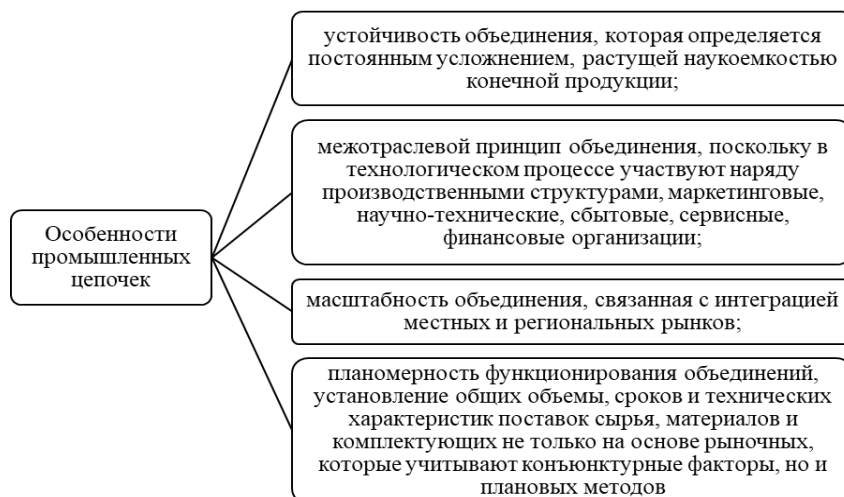 Особенности
промышленных
цепочек
устойчивость объединения, которая определяется
постоянным усложнением, растущей наукоемкостью
конечной продукции;
межотраслевой принцип объединения, поскольку в
технологическом процессе участвуют наряду
производственными структурами, маркетинговые,
научно-технические, сбытовые, сервисные,
финансовые организации;
масштабность объединения, связанная с интеграцией
местных и региональных рынков;
планомерность функционирования объединений,
установление общих объемы, сроков и технических
характеристик поставок сырья, материалов и
комплектующих не только на основе рыночных,
которые учитывают конъюнктурные факторы, но и
плановых методов